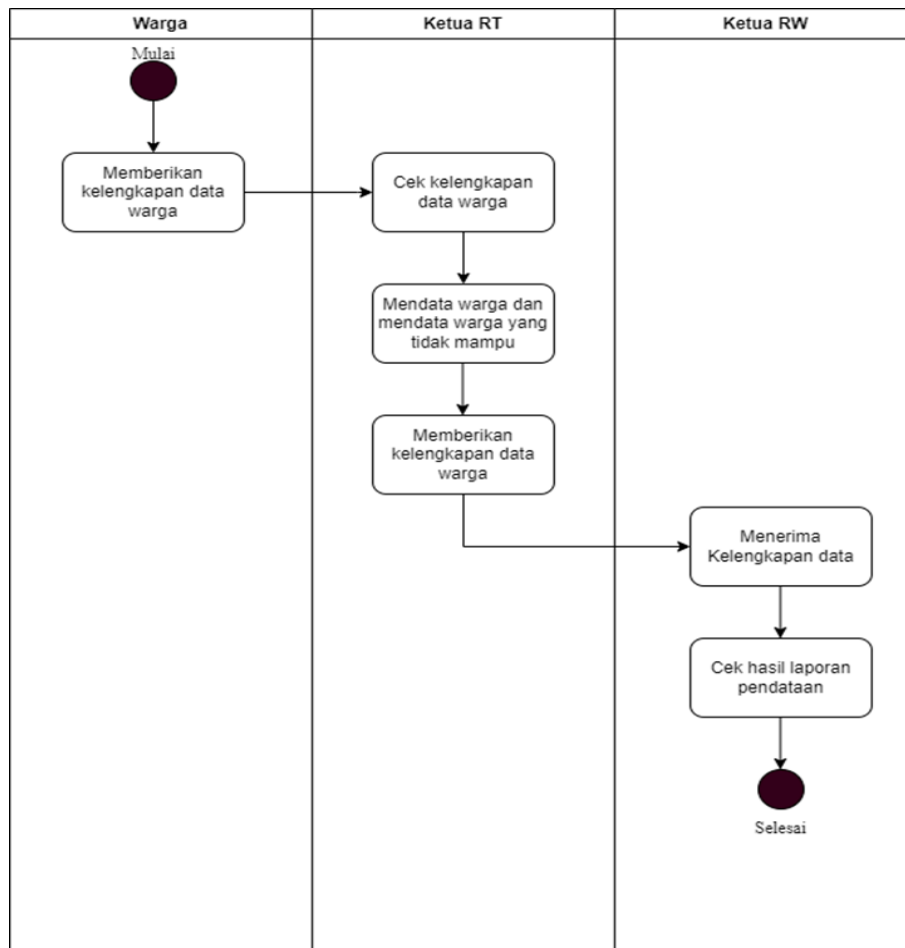 Warga
Ketua RT
Ketua RW
Mulai
Memberikan
kelengkapan data
warga
Cek kelengkapan
data warga
Mendata warga dan
mendata warga yang
tidak mampu
Memberikan
kelengkapan data
warga
Menerima
Kelengkapan data
Cek hasil laporan
pendataan
Selesai